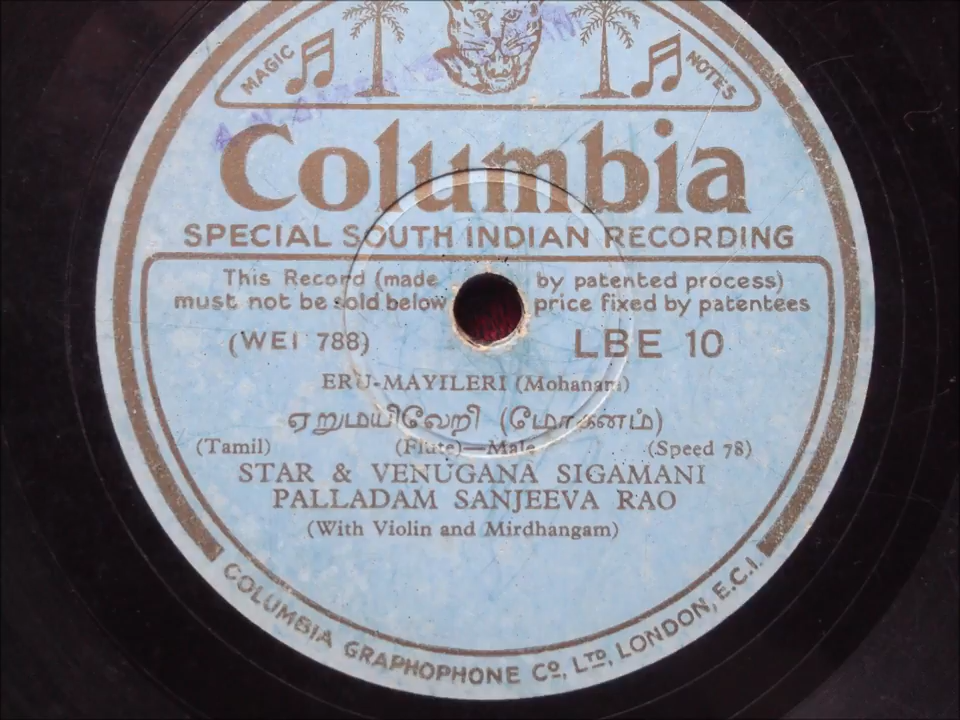 MAGIC NOTES
Columbia
SPECIAL SOUTH INDIAN RECORDING
This Record (made by patented process)
must not be sold below price fixed by patentees
(WEI 788) LBE 10
ERU-MAYILERI (Mohanam)
ஏறுமயிலேறி (மோகனம்)
(Tamil) (Flute)—Male (Speed 78)
STAR & VENUGANA SIGAMANI
PALLADAM SANJEEVA RAO
(With Violin and Mirdhangam)
COLUMBIA GRAPHOPHONE CO., LTD., LONDON, E.C.1.